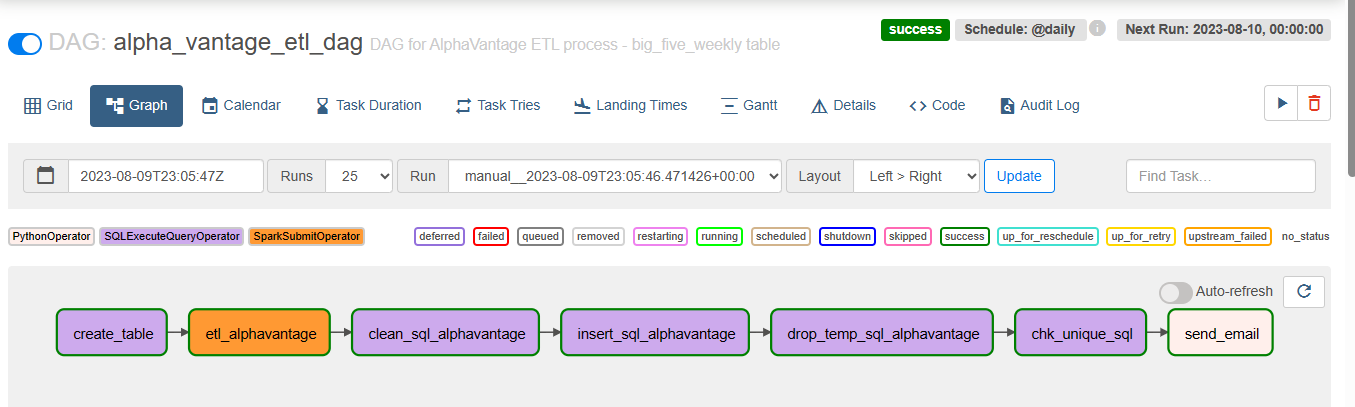 DAG: alpha_vantage_etl_dag DAG for AlphaVantage ETL process - big_five_weekly table
success Schedule: @daily i Next Run: 2023-08-10, 00:00:00
Grid Graph Calendar Task Duration Task Tries Landing Times Gantt Details Code Audit Log
2023-08-09T23:05:47Z Runs 25 Run manual__2023-08-09T23:05:46.471426+00:00 Layout Left > Right Update Find Task...
PythonOperator SQLExecuteQueryOperator SparkSubmitOperator deferred failed queued removed restarting running scheduled shutdown skipped success up_for_reschedule up_for_retry upstream_failed no_status
Auto-refresh
create_table etl_alphavantage clean_sql_alphavantage insert_sql_alphavantage drop_temp_sql_alphavantage chk_unique_sql send_email